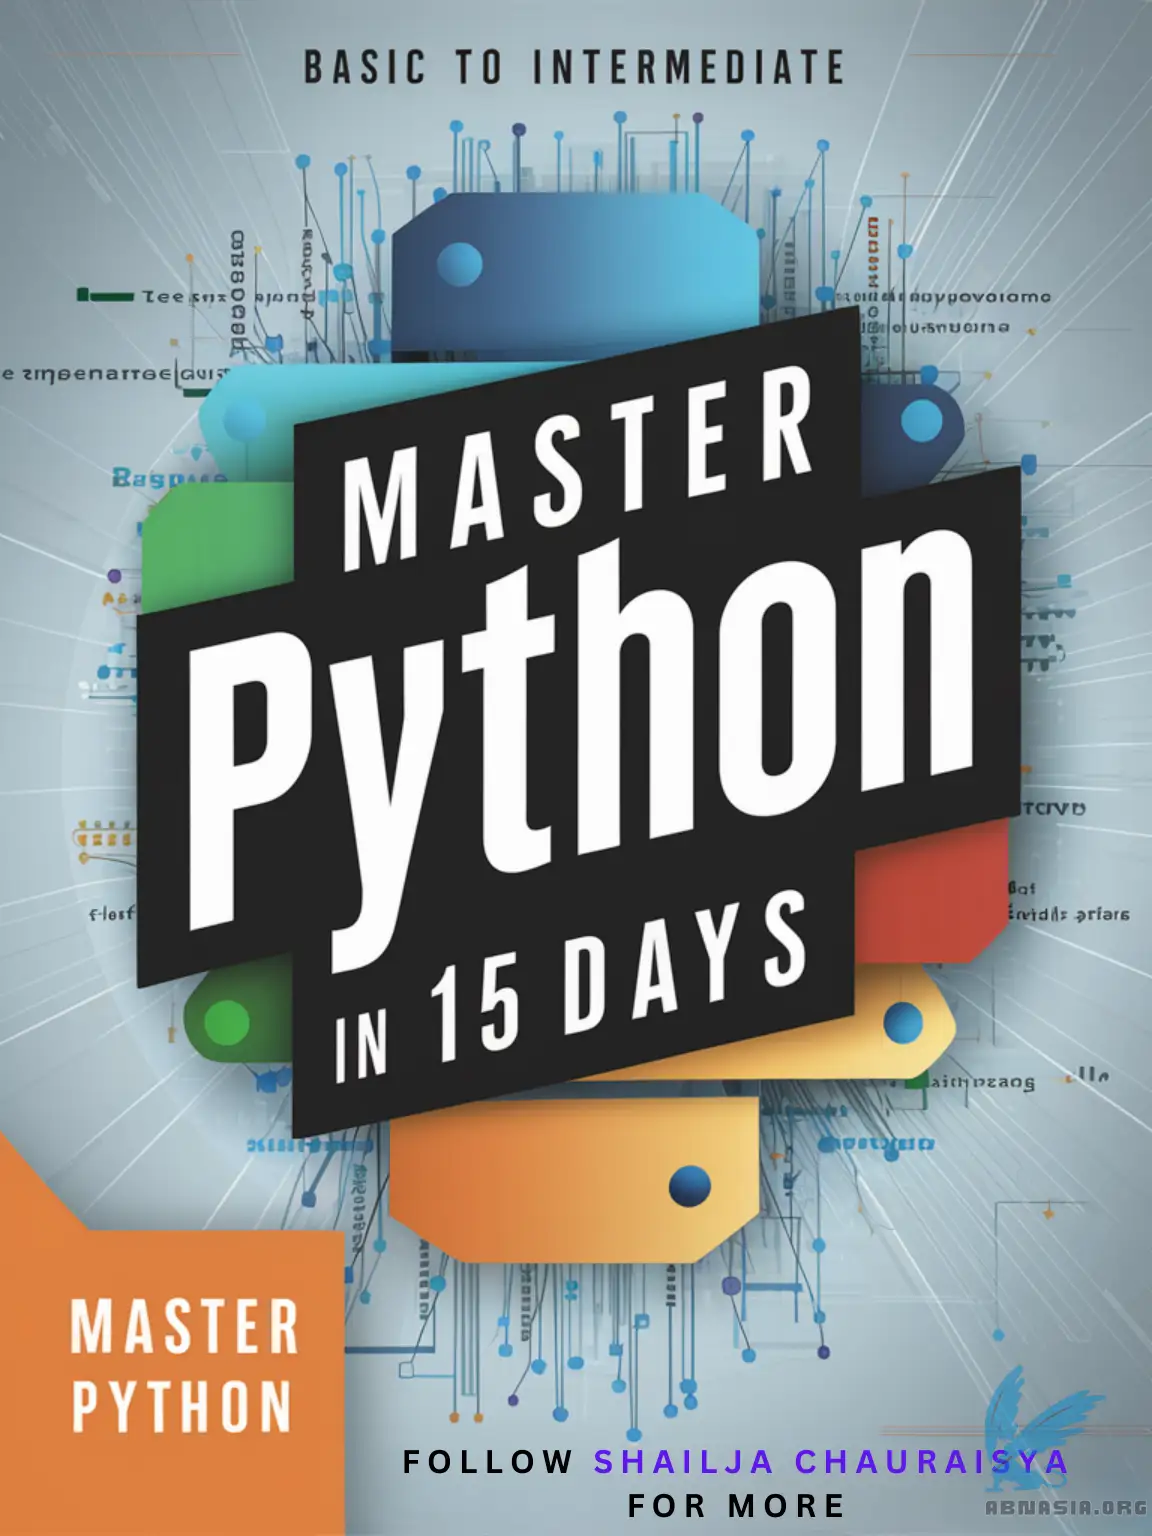 BASIC TO INTERMEDIATE
MASTER
Python
IN 15 DAYS
MASTER
PYTHON
FOLLOW SHAILJA CHAURAISYA
FOR MORE
ABNASIA.ORG